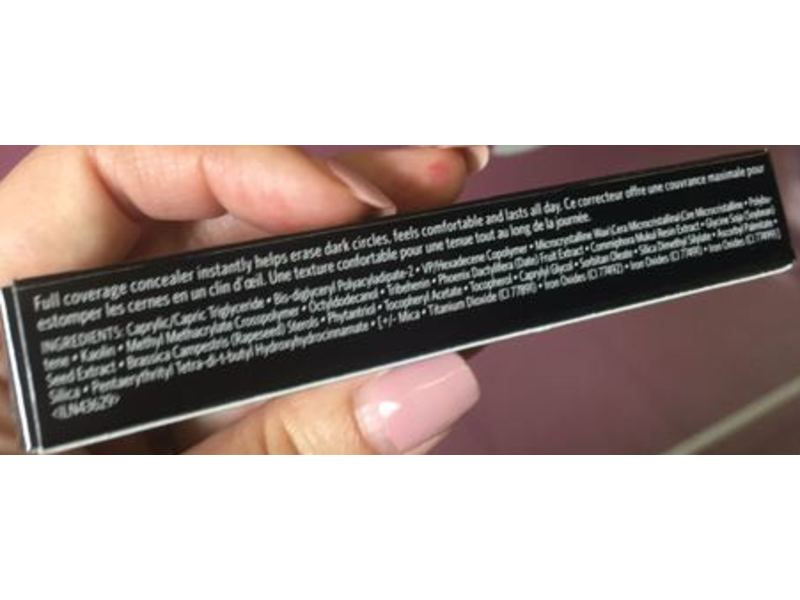 Full coverage concealer instantly helps erase dark circles, feels comfortable and lasts all day. Ce correcteur offre une couvrance maximale pour
estomper les cernes en un clin d'œil. Une texture confortable pour une tenue tout au long de la journée.
INGREDIENTS: Caprylic/Capric Triglyceride • Bis-diglyceryl Polyacyladipate-2 • VP/Hexadecene Copolymer • Microcrystalline Wax\Cera Microcristallina\Cire Microcristalline • Polybu-
tene • Kaolin • Methyl Methacrylate Crosspolymer • Octyldodecanol • Tribehenin • Phoenix Dactylifera (Date) Fruit Extract • Commiphora Mukul Resin Extract • Glycine Soja (Soybean)
Seed Extract • Brassica Campestris (Rapeseed) Sterols • Phytantriol • Tocopheryl Acetate • Tocopherol • Caprylyl Glycol • Sorbitan Oleate • Silica Dimethyl Silylate • Ascorbyl Palmitate •
Silica • Pentaerythrityl Tetra-di-t-butyl Hydroxyhydrocinnamate • [+/- Mica • Titanium Dioxide (CI 77891) • Iron Oxides (CI 77492) • Iron Oxides (CI 77491) • Iron Oxides (CI 77499)]
<ILN43629>